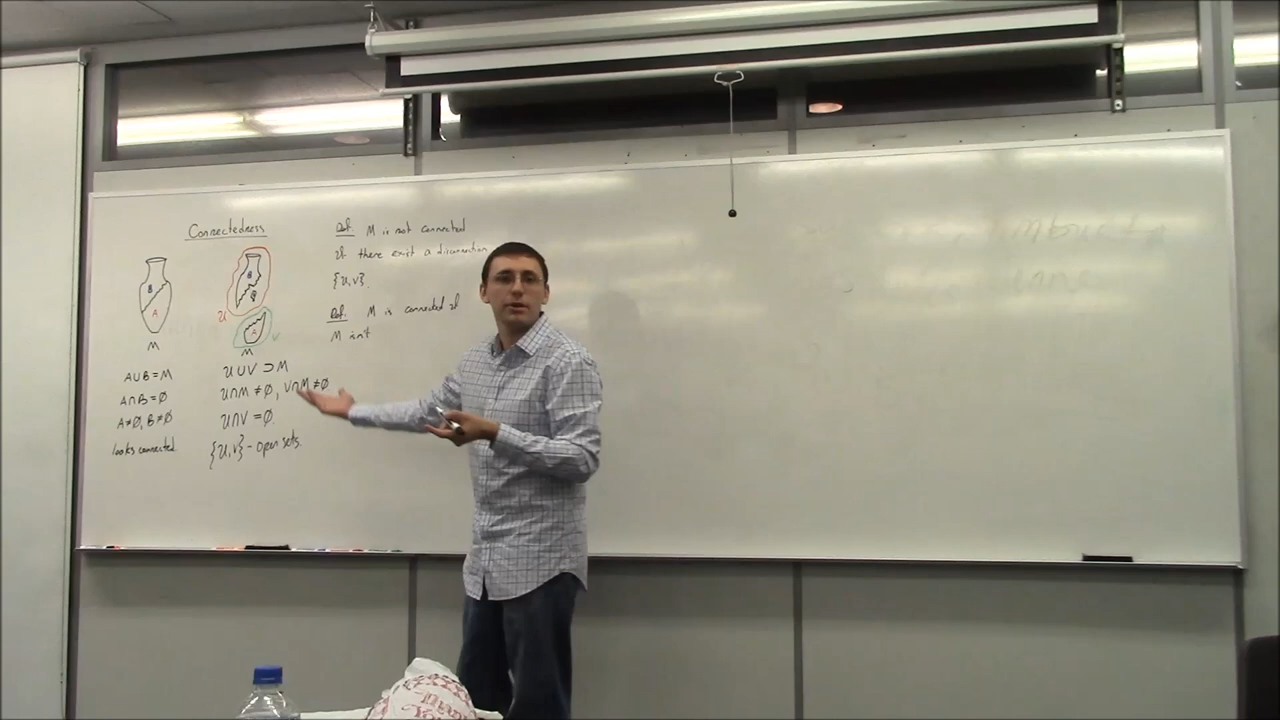 Connectedness
B
A
M
A∪B = M
A∩B = ∅
A≠∅, B≠∅
looks connected.
B
U
A
V
M
U∪V ⊃ M
U∩M ≠ ∅, V∩M ≠ ∅
U∩V = ∅.
{U,V} - open sets.
Def: M is not connected
if there exist a disconnection
{U,V}.
Def: M is connected if
M isn't